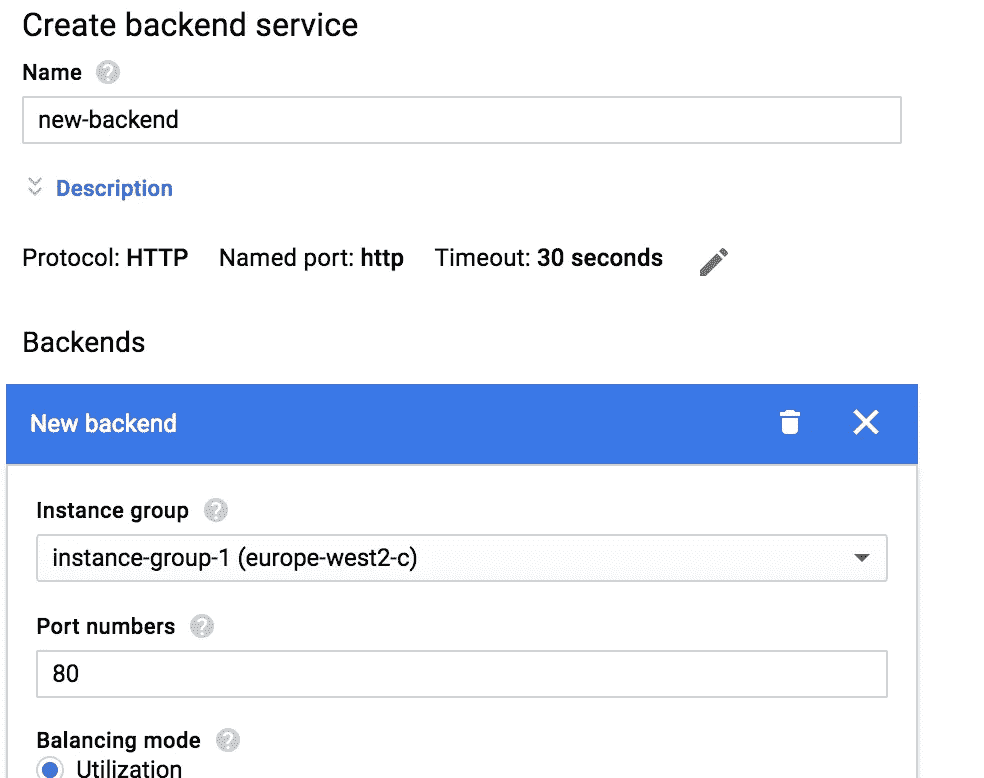 Create backend service
Name
new-backend
Description
Protocol: HTTP Named port: http Timeout: 30 seconds
Backends
New backend
Instance group
instance-group-1 (europe-west2-c)
Port numbers
80
Balancing mode
Utilization